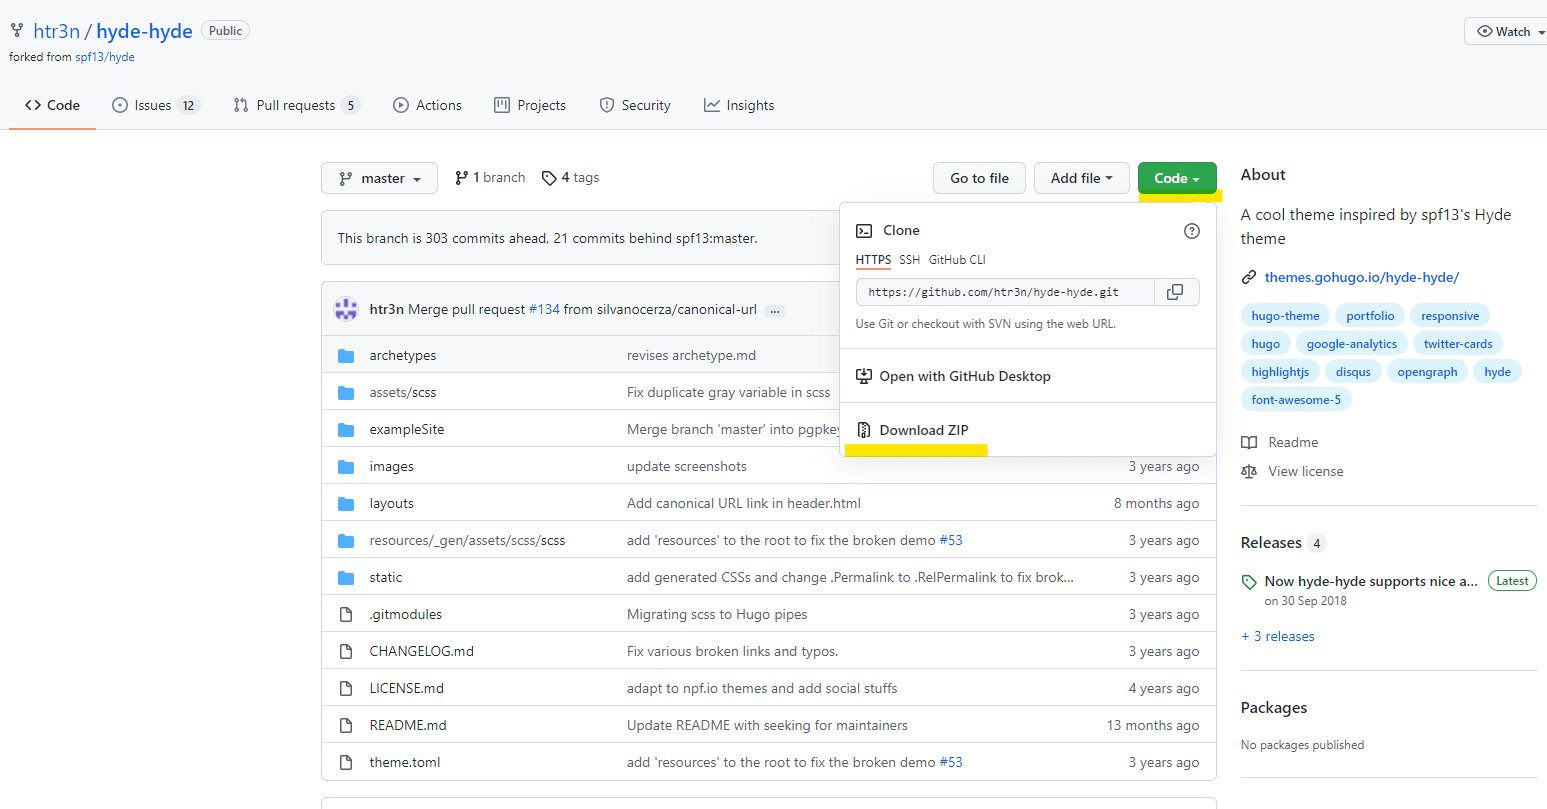 htr3n / hyde-hyde Public
Watch
forked from spf13/hyde
Code Issues 12 Pull requests 5 Actions Projects Security Insights
master 1 branch 4 tags Go to file Add file Code
This branch is 303 commits ahead, 21 commits behind spf13:master.
Clone
HTTPS SSH GitHub CLI
https://github.com/htr3n/hyde-hyde.git
Use Git or checkout with SVN using the web URL.
Open with GitHub Desktop
Download ZIP
htr3n Merge pull request #134 from silvanocerza/canonical-url ...
archetypes revises archetype.md
assets/scss Fix duplicate gray variable in scss
exampleSite Merge branch 'master' into pgpkey
images update screenshots 3 years ago
layouts Add canonical URL link in header.html 8 months ago
resources/_gen/assets/scss/scss add 'resources' to the root to fix the broken demo #53 3 years ago
static add generated CSSs and change .Permalink to .RelPermalink to fix brok... 3 years ago
.gitmodules Migrating scss to Hugo pipes 3 years ago
CHANGELOG.md Fix various broken links and typos. 3 years ago
LICENSE.md adapt to npf.io themes and add social stuffs 4 years ago
README.md Update README with seeking for maintainers 13 months ago
theme.toml add 'resources' to the root to fix the broken demo #53 3 years ago
About
A cool theme inspired by spf13's Hyde
theme
themes.gohugo.io/hyde-hyde/
hugo-theme portfolio responsive
hugo google-analytics twitter-cards
highlightjs disqus opengraph hyde
font-awesome-5
Readme
View license
Releases 4
Now hyde-hyde supports nice a... Latest
on 30 Sep 2018
+ 3 releases
Packages
No packages published